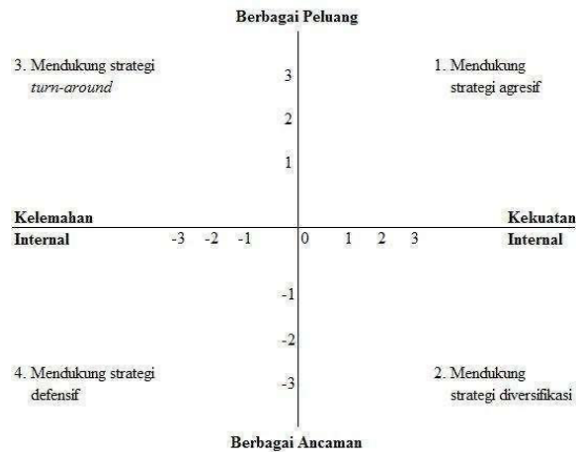 Berbagai Peluang
3. Mendukung strategi
turn-around
1. Mendukung
strategi agresif
3
2
1
Kelemahan
Internal
Kekuatan
Internal
-3 -2 -1 0 1 2 3
-1
-2
-3
4. Mendukung strategi
defensif
2. Mendukung
strategi diversifikasi
Berbagai Ancaman